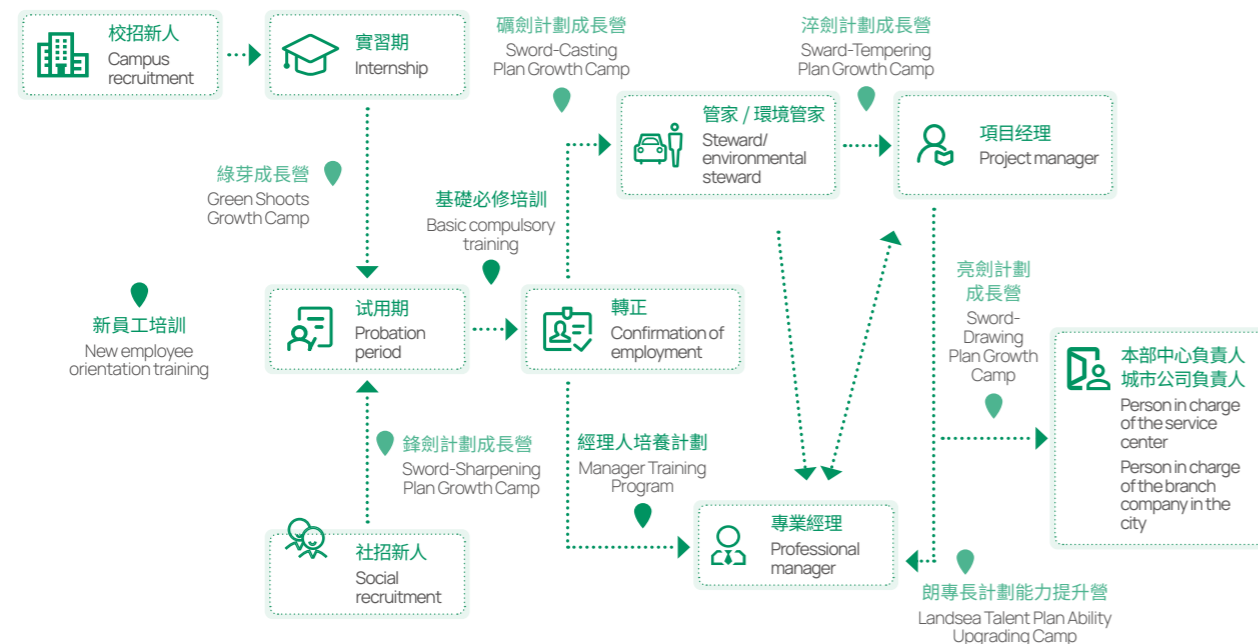 校招新人
Campus
recruitment
實習期
Internship
礪劍計劃成長營
Sword-Casting
Plan Growth Camp
淬劍計劃成長營
Sward-Tempering
Plan Growth Camp
管家 / 環境管家
Steward/
environmental
steward
項目经理
Project manager
綠芽成長營
Green Shoots
Growth Camp
基礎必修培訓
Basic compulsory
training
新員工培訓
New employee
orientation training
试用期
Probation
period
轉正
Confirmation of
employment
亮劍計劃
成長營
Sword-
Drawing
Plan Growth
Camp
本部中心負責人
城市公司負責人
Person in charge
of the service
center
Person in charge
of the branch
company in the
city
鋒劍計劃成長營
Sword-Sharpening
Plan Growth Camp
經理人培養計劃
Manager Training
Program
社招新人
Social
recruitment
專業經理
Professional
manager
朗專長計劃能力提升營
Landsea Talent Plan Ability
Upgrading Camp